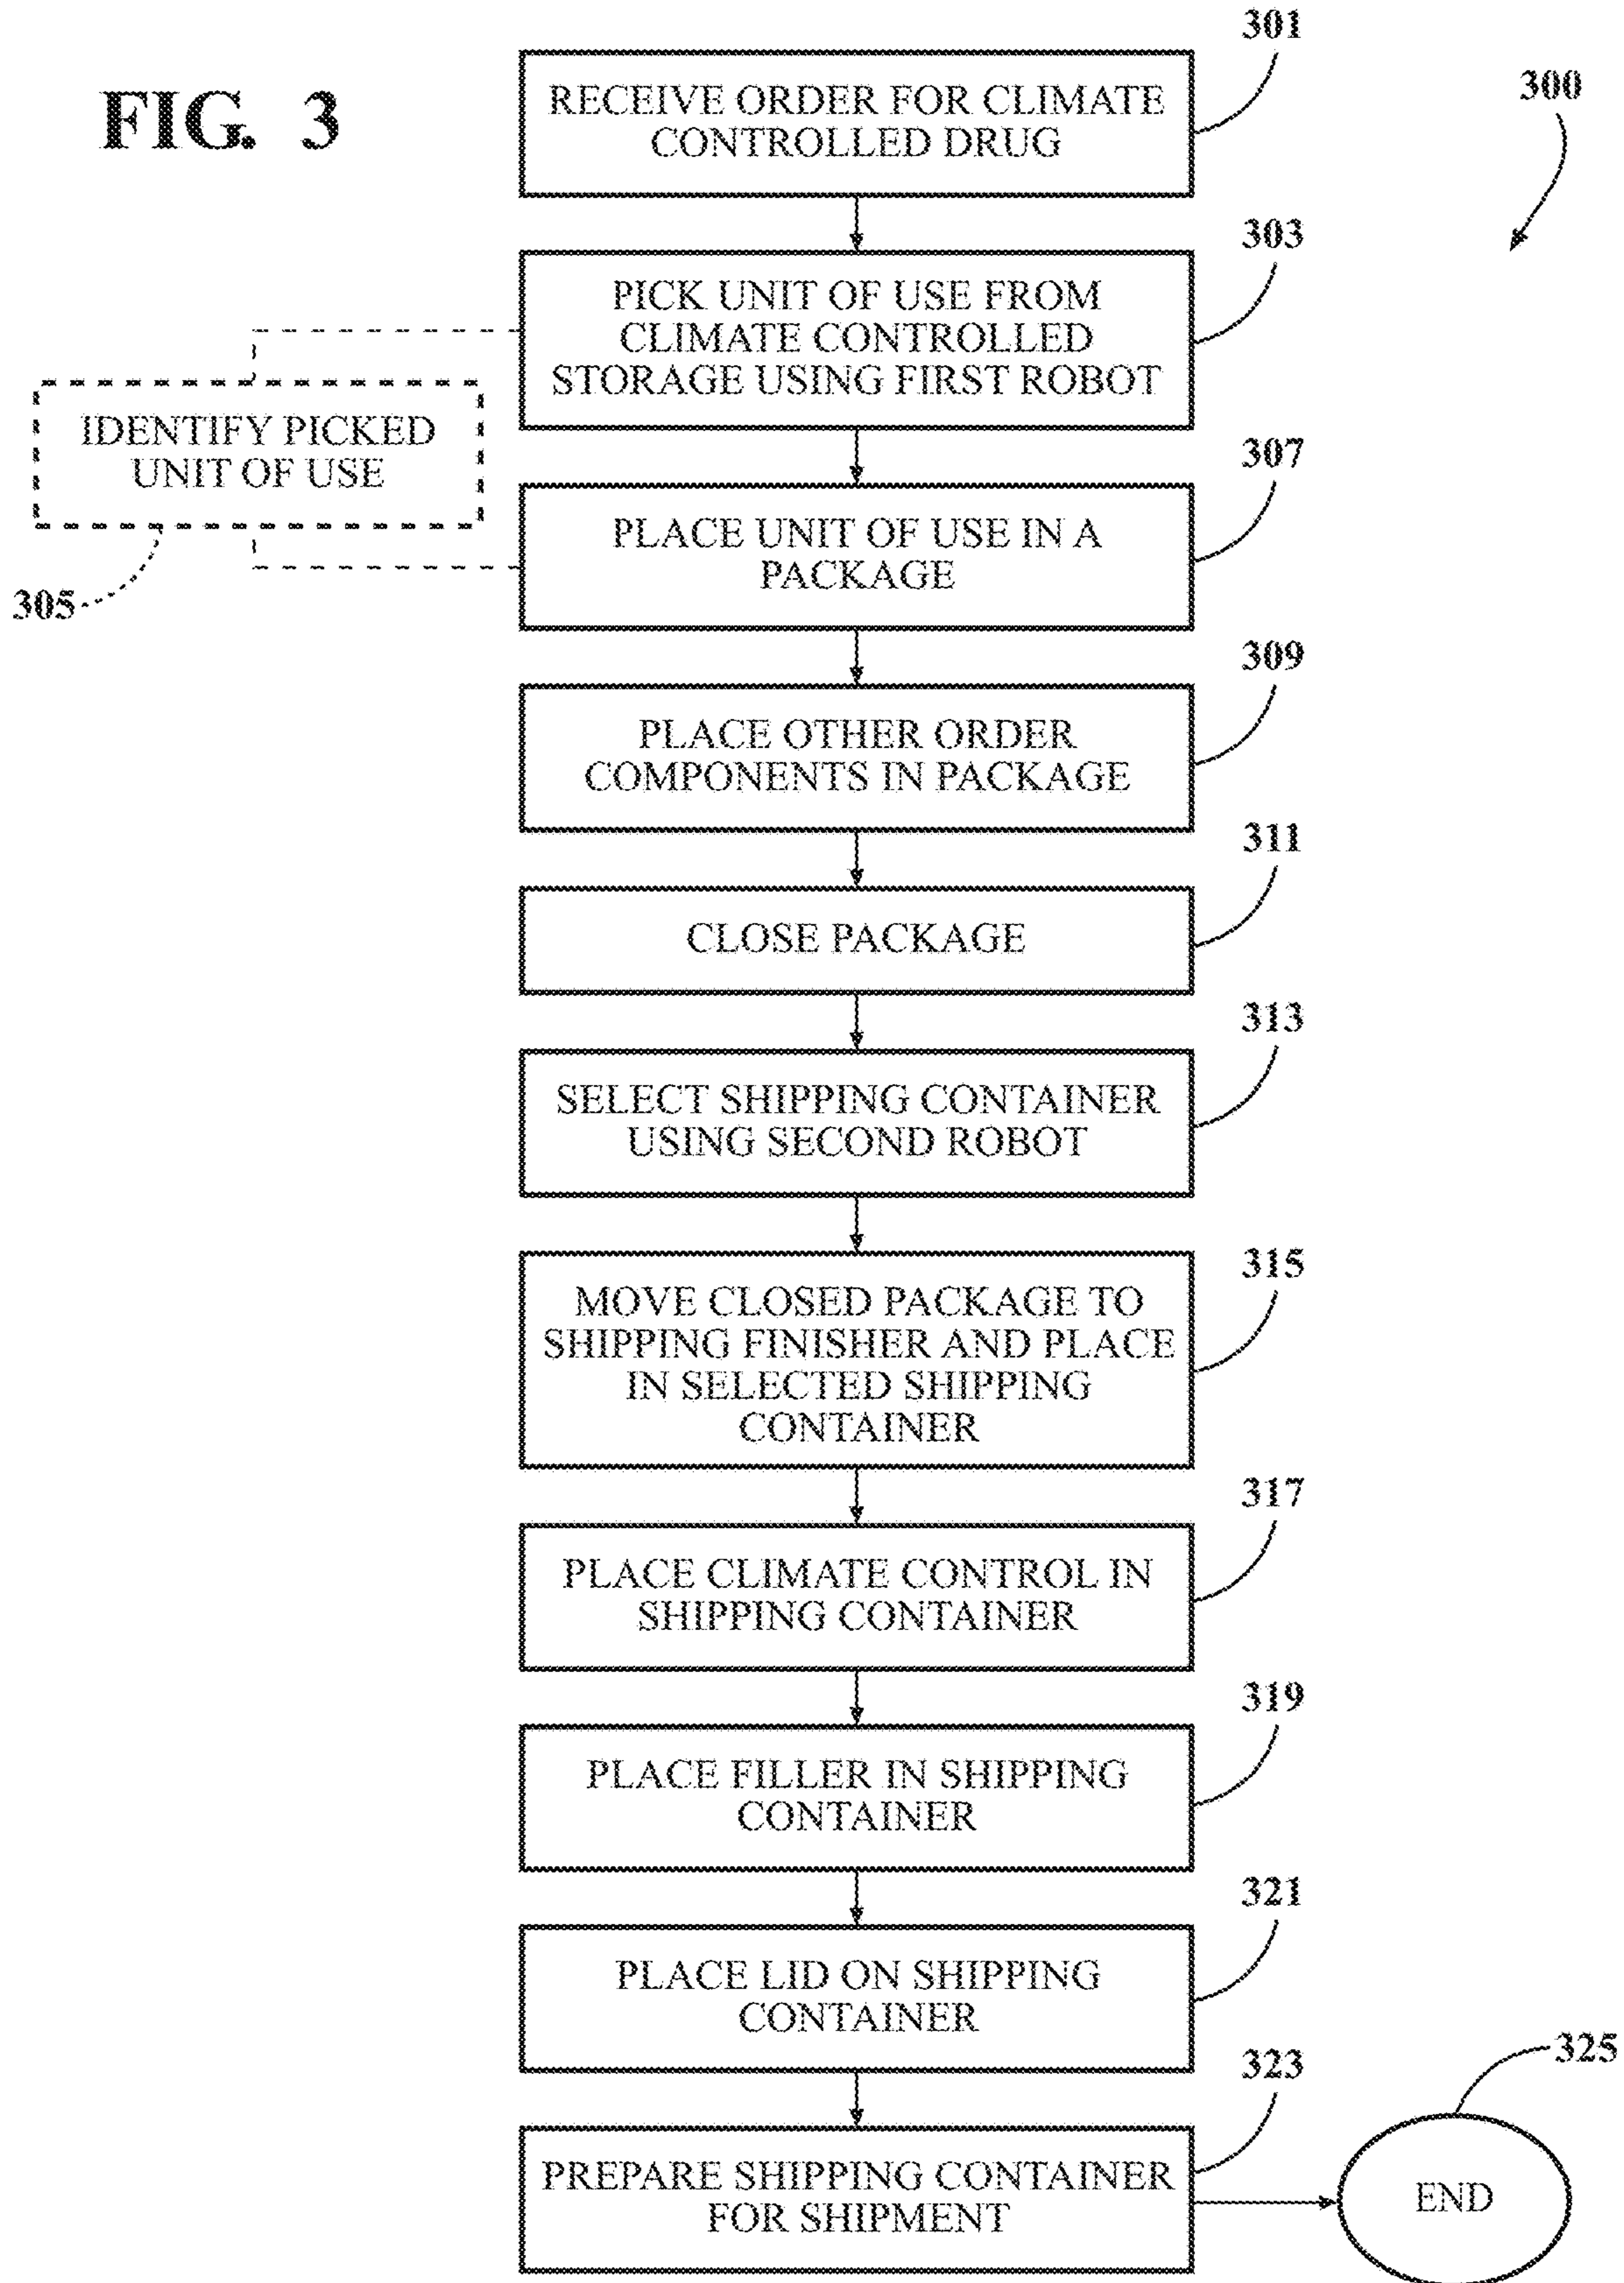 FIG. 3
300
301
RECEIVE ORDER FOR CLIMATE
CONTROLLED DRUG
303
PICK UNIT OF USE FROM
CLIMATE CONTROLLED
STORAGE USING FIRST ROBOT
IDENTIFY PICKED
UNIT OF USE
305
307
PLACE UNIT OF USE IN A
PACKAGE
309
PLACE OTHER ORDER
COMPONENTS IN PACKAGE
311
CLOSE PACKAGE
313
SELECT SHIPPING CONTAINER
USING SECOND ROBOT
315
MOVE CLOSED PACKAGE TO
SHIPPING FINISHER AND PLACE
IN SELECTED SHIPPING
CONTAINER
317
PLACE CLIMATE CONTROL IN
SHIPPING CONTAINER
319
PLACE FILLER IN SHIPPING
CONTAINER
321
PLACE LID ON SHIPPING
CONTAINER
323
PREPARE SHIPPING CONTAINER
FOR SHIPMENT
325
END